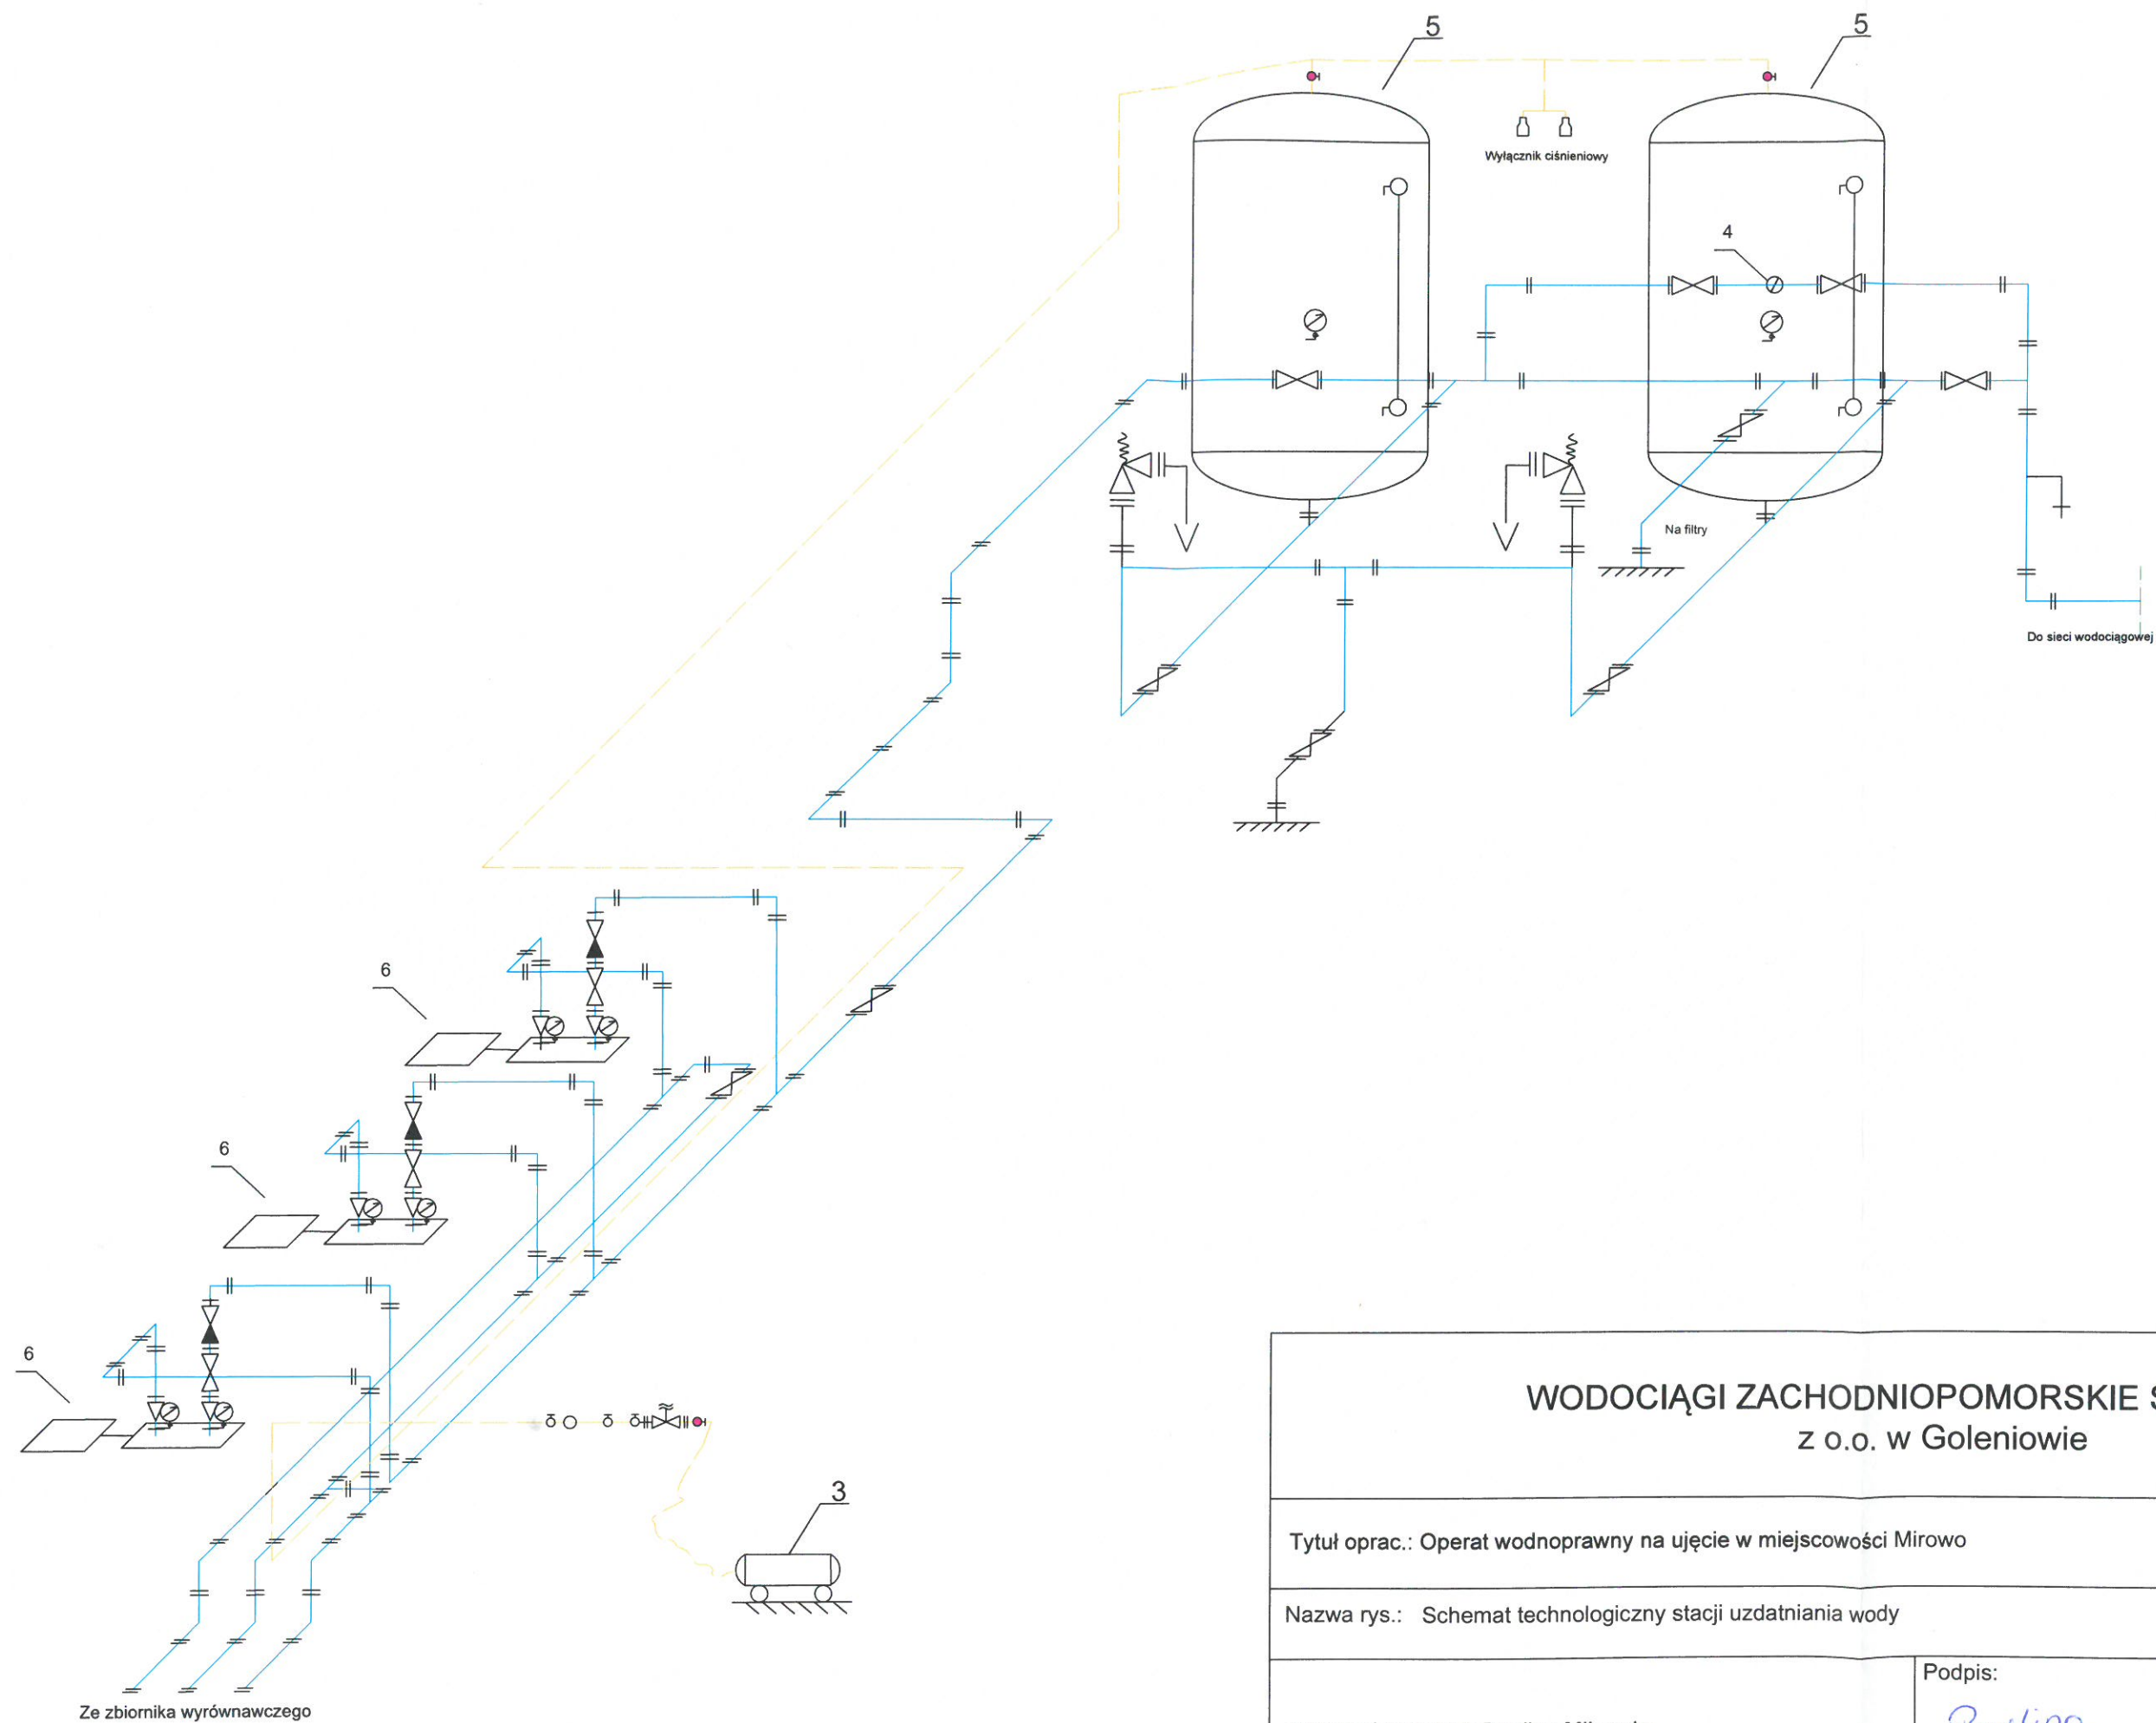 5
5
Wyłącznik ciśnieniowy
4
Na filtry
Do sieci wodociągowej
6
6
6
3
Ze zbiornika wyrównawczego
WODOCIĄGI ZACHODNIOPOMORSKIE
z o.o. w Goleniowie
Tytuł oprac.: Operat wodnoprawny na ujęcie w miejscowości Mirowo
Nazwa rys.: Schemat technologiczny stacji uzdatniania wody
Podpis: